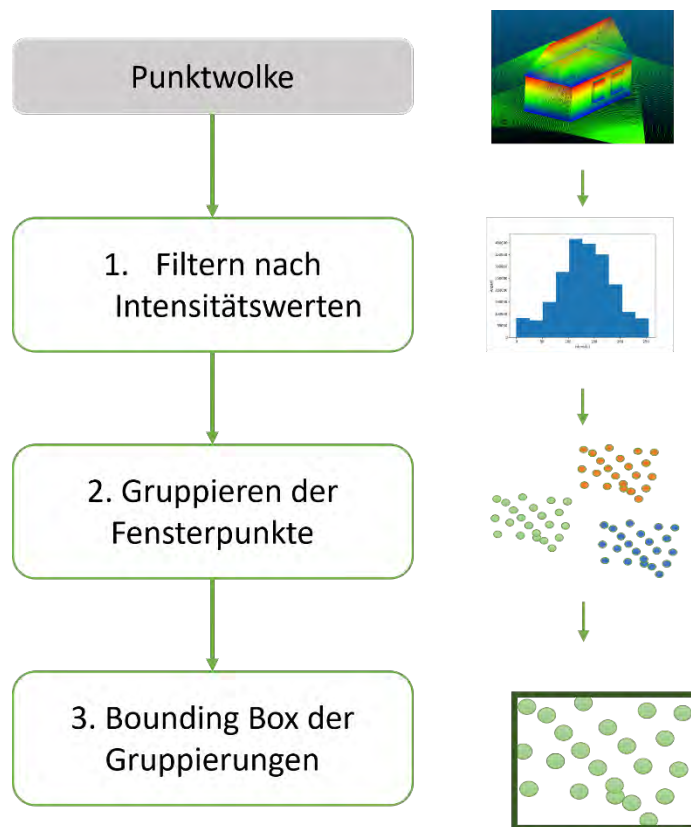 Punktwolke
1. Filtern nach
Intensitätswerten
2. Gruppieren der
Fensterpunkte
3. Bounding Box der
Gruppierungen